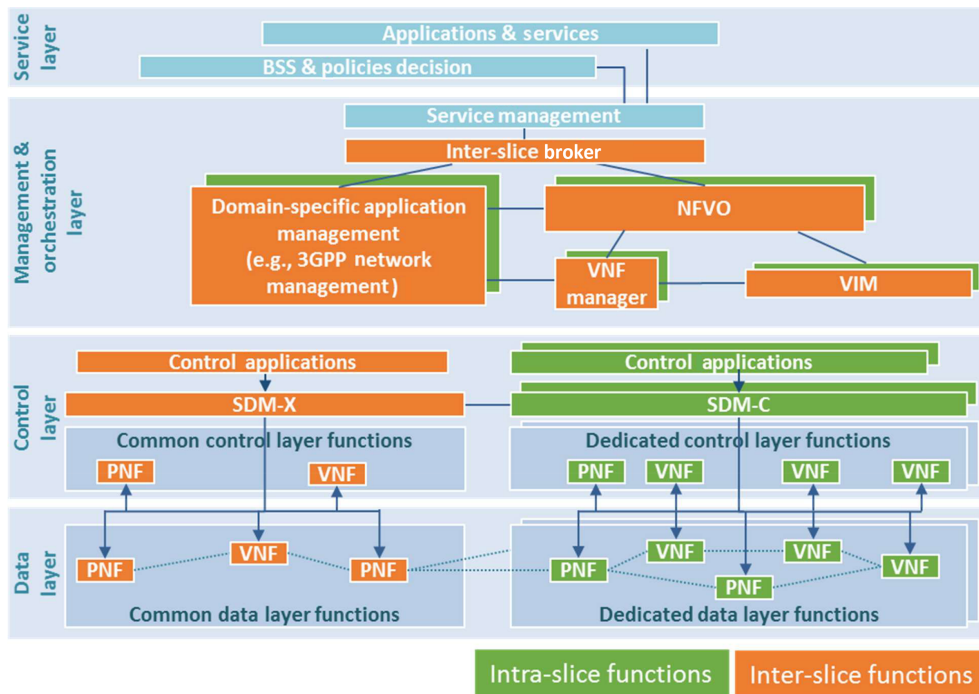 Service
layer
Applications & services
BSS & policies decision
Management &
orchestration
layer
Service management
Inter-slice broker
Domain-specific application
management
(e.g., 3GPP network
management)
NFVO
VNF
manager
VIM
Control
layer
Control applications
SDM-X
Common control layer functions
PNF
VNF
Control applications
SDM-C
Dedicated control layer functions
PNF
VNF
VNF
VNF
Data
layer
PNF
VNF
PNF
Common data layer functions
PNF
VNF
PNF
VNF
VNF
Dedicated data layer functions
Intra-slice functions
Inter-slice functions